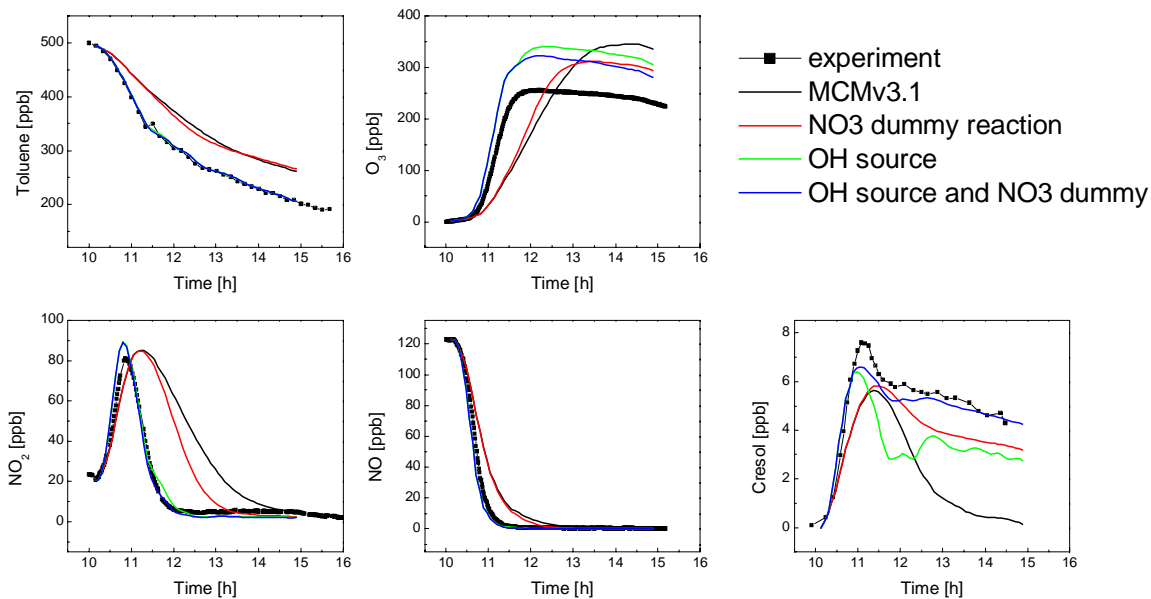 500
400
300
200
Toluene [ppb]
10 11 12 13 14 15 16
Time [h]
400
300
200
100
0
O3 [ppb]
10 11 12 13 14 15 16
Time [h]
experiment
MCMv3.1
NO3 dummy reaction
OH source
OH source and NO3 dummy
100
80
60
40
20
0
NO2 [ppb]
10 11 12 13 14 15 16
Time [h]
120
100
80
60
40
20
0
NO [ppb]
10 11 12 13 14 15 16
Time [h]
8
6
4
2
0
Cresol [ppb]
10 11 12 13 14 15 16
Time [h]